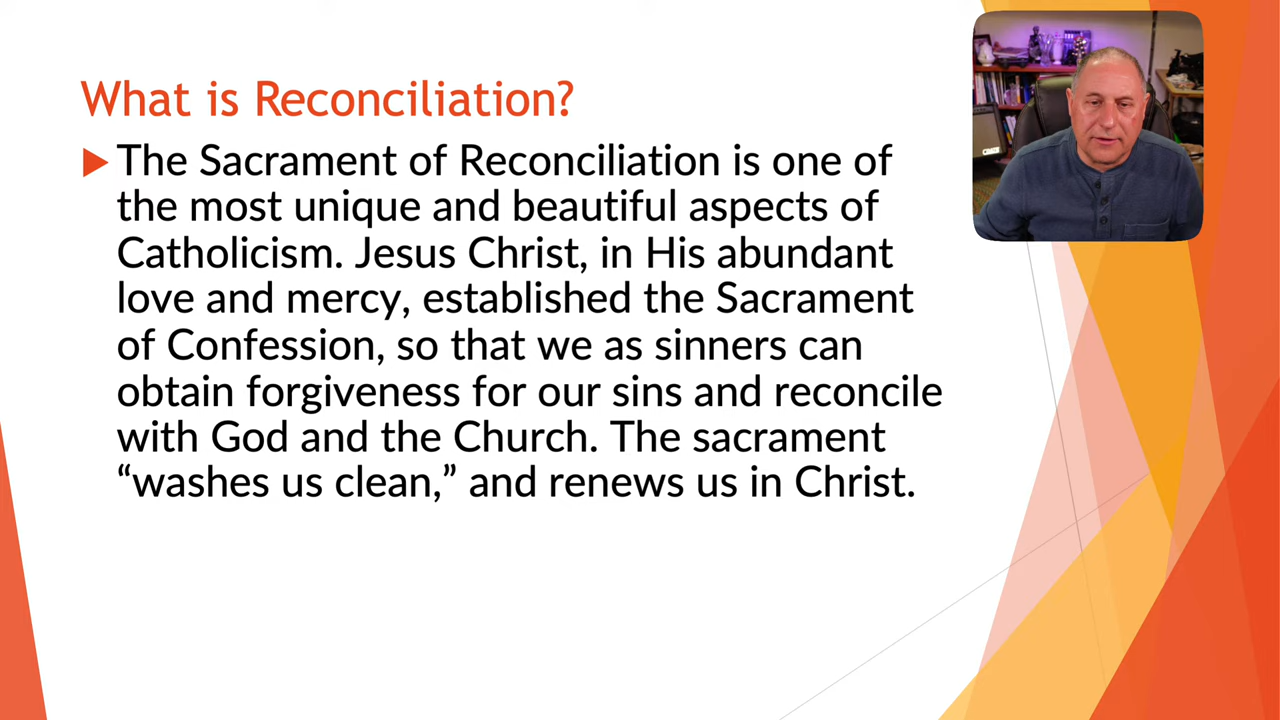 What is Reconciliation?
The Sacrament of Reconciliation is one of
the most unique and beautiful aspects of
Catholicism. Jesus Christ, in His abundant
love and mercy, established the Sacrament
of Confession, so that we as sinners can
obtain forgiveness for our sins and reconcile
with God and the Church. The sacrament
“washes us clean,” and renews us in Christ.
CRATE